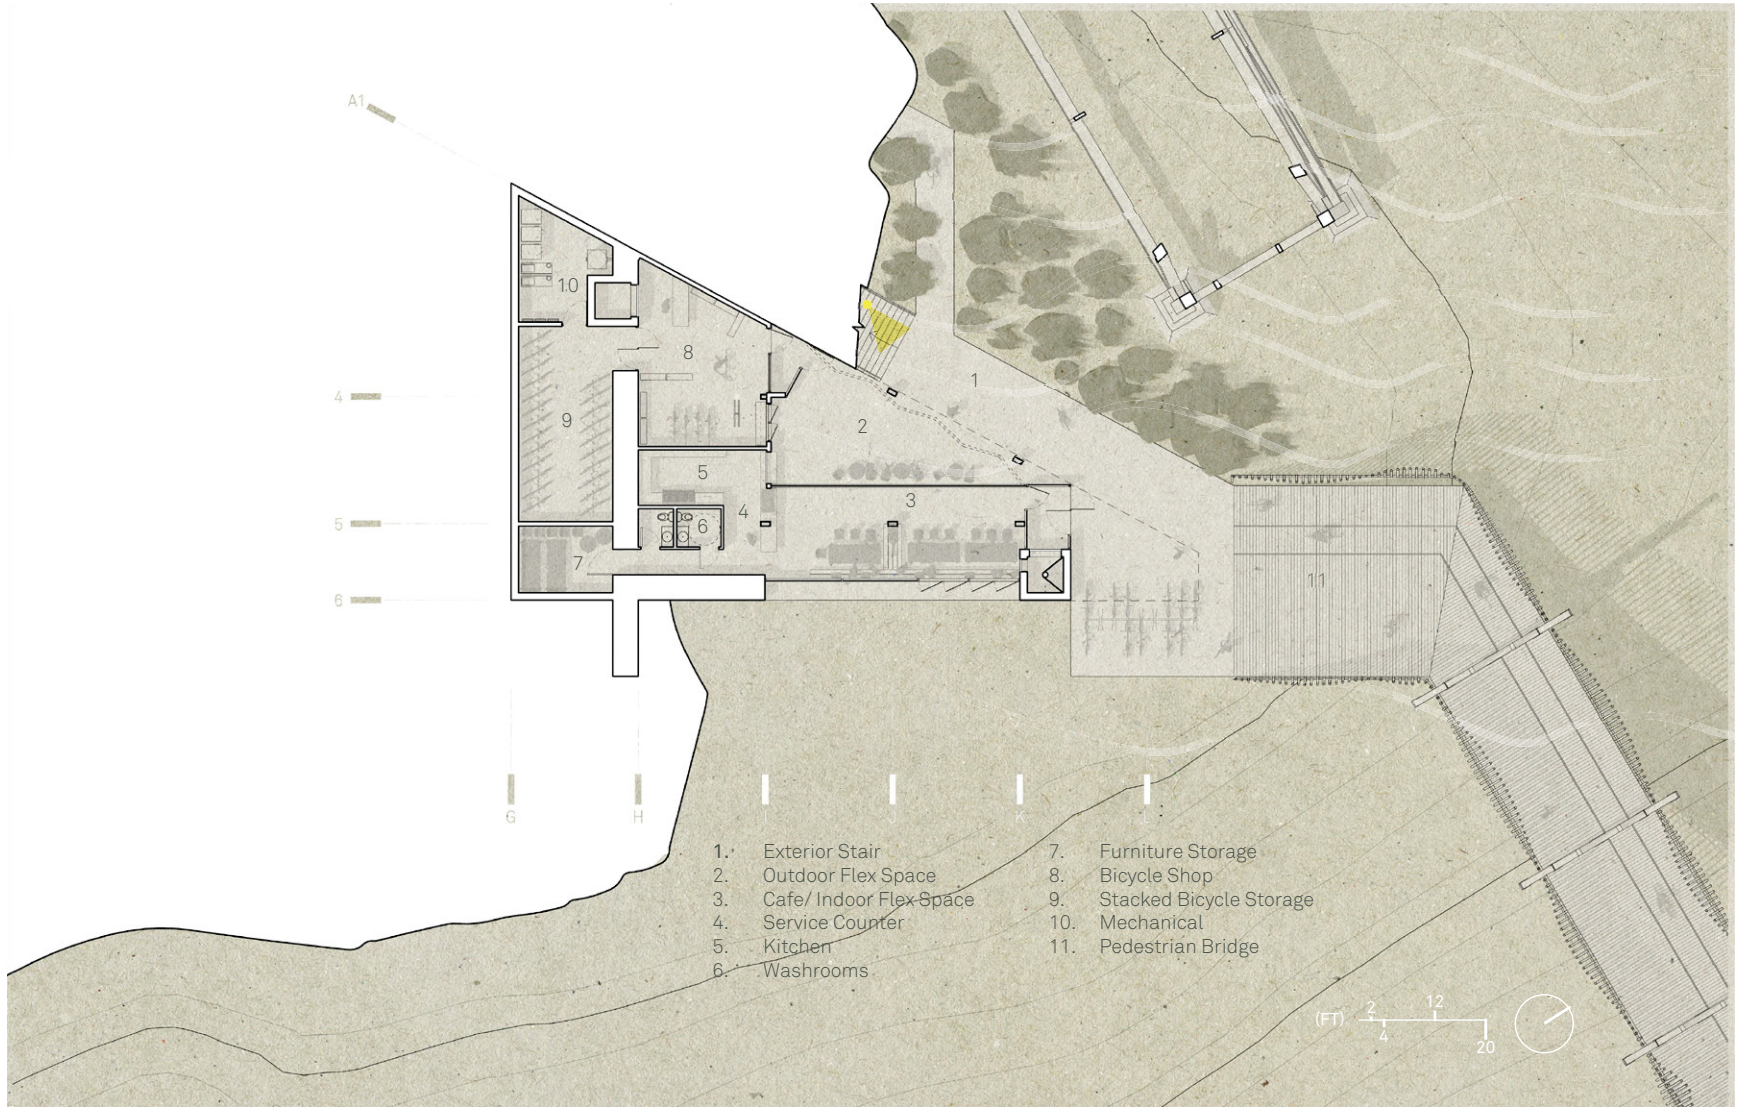 A1
10
8
1
4
9
2
5
3
4
5
6
7
11
6
G
H
I
J
K
L
1. Exterior Stair
2. Outdoor Flex Space
3. Cafe/ Indoor Flex Space
4. Service Counter
5. Kitchen
6. Washrooms
7. Furniture Storage
8. Bicycle Shop
9. Stacked Bicycle Storage
10. Mechanical
11. Pedestrian Bridge
(FT) 2 12
4 20